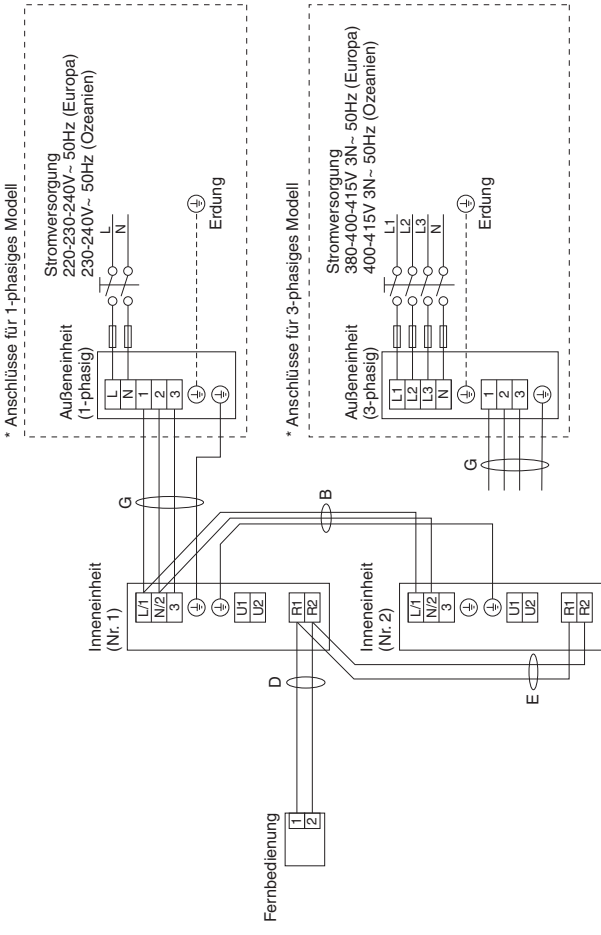 * Anschlüsse für 1-phasiges Modell
Stromversorgung
220-230-240V~ 50Hz (Europa)
230-240V~ 50Hz (Ozeanien)
L
N
Erdung
Außeneinheit
(1-phasig)
L
N
1
2
3
G
Inneneinheit
(Nr. 1)
L/1
N/2
3
U1
U2
R1
R2
B
D
Fernbedienung
1
2
* Anschlüsse für 3-phasiges Modell
Stromversorgung
380-400-415V 3N~ 50Hz (Europa)
400-415V 3N~ 50Hz (Ozeanien)
L1
L2
L3
N
Erdung
Außeneinheit
(3-phasig)
L1
L2
L3
N
1
2
3
G
Inneneinheit
(Nr. 2)
L/1
N/2
3
U1
U2
R1
R2
E